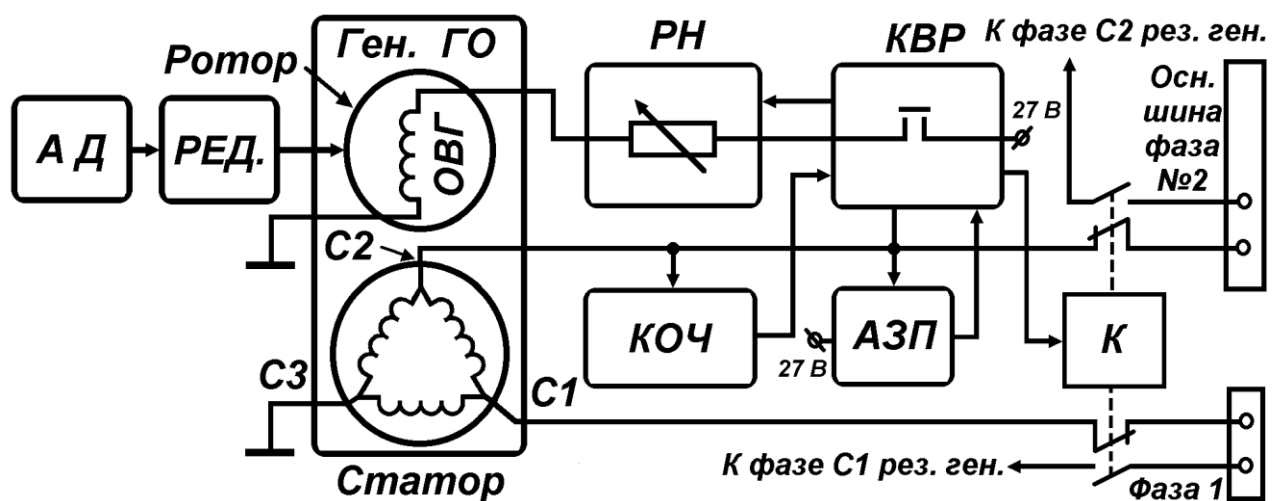 Ген. ГО
РН
КВР
К фазе С2 рез. ген.
Ротор
Осн.
шина
фаза
№2
27 В
А Д
РЕД.
ОВГ
С2
КОЧ
АЗП
27 В
К
С3
С1
К фазе С1 рез. ген.
Фаза 1
Статор